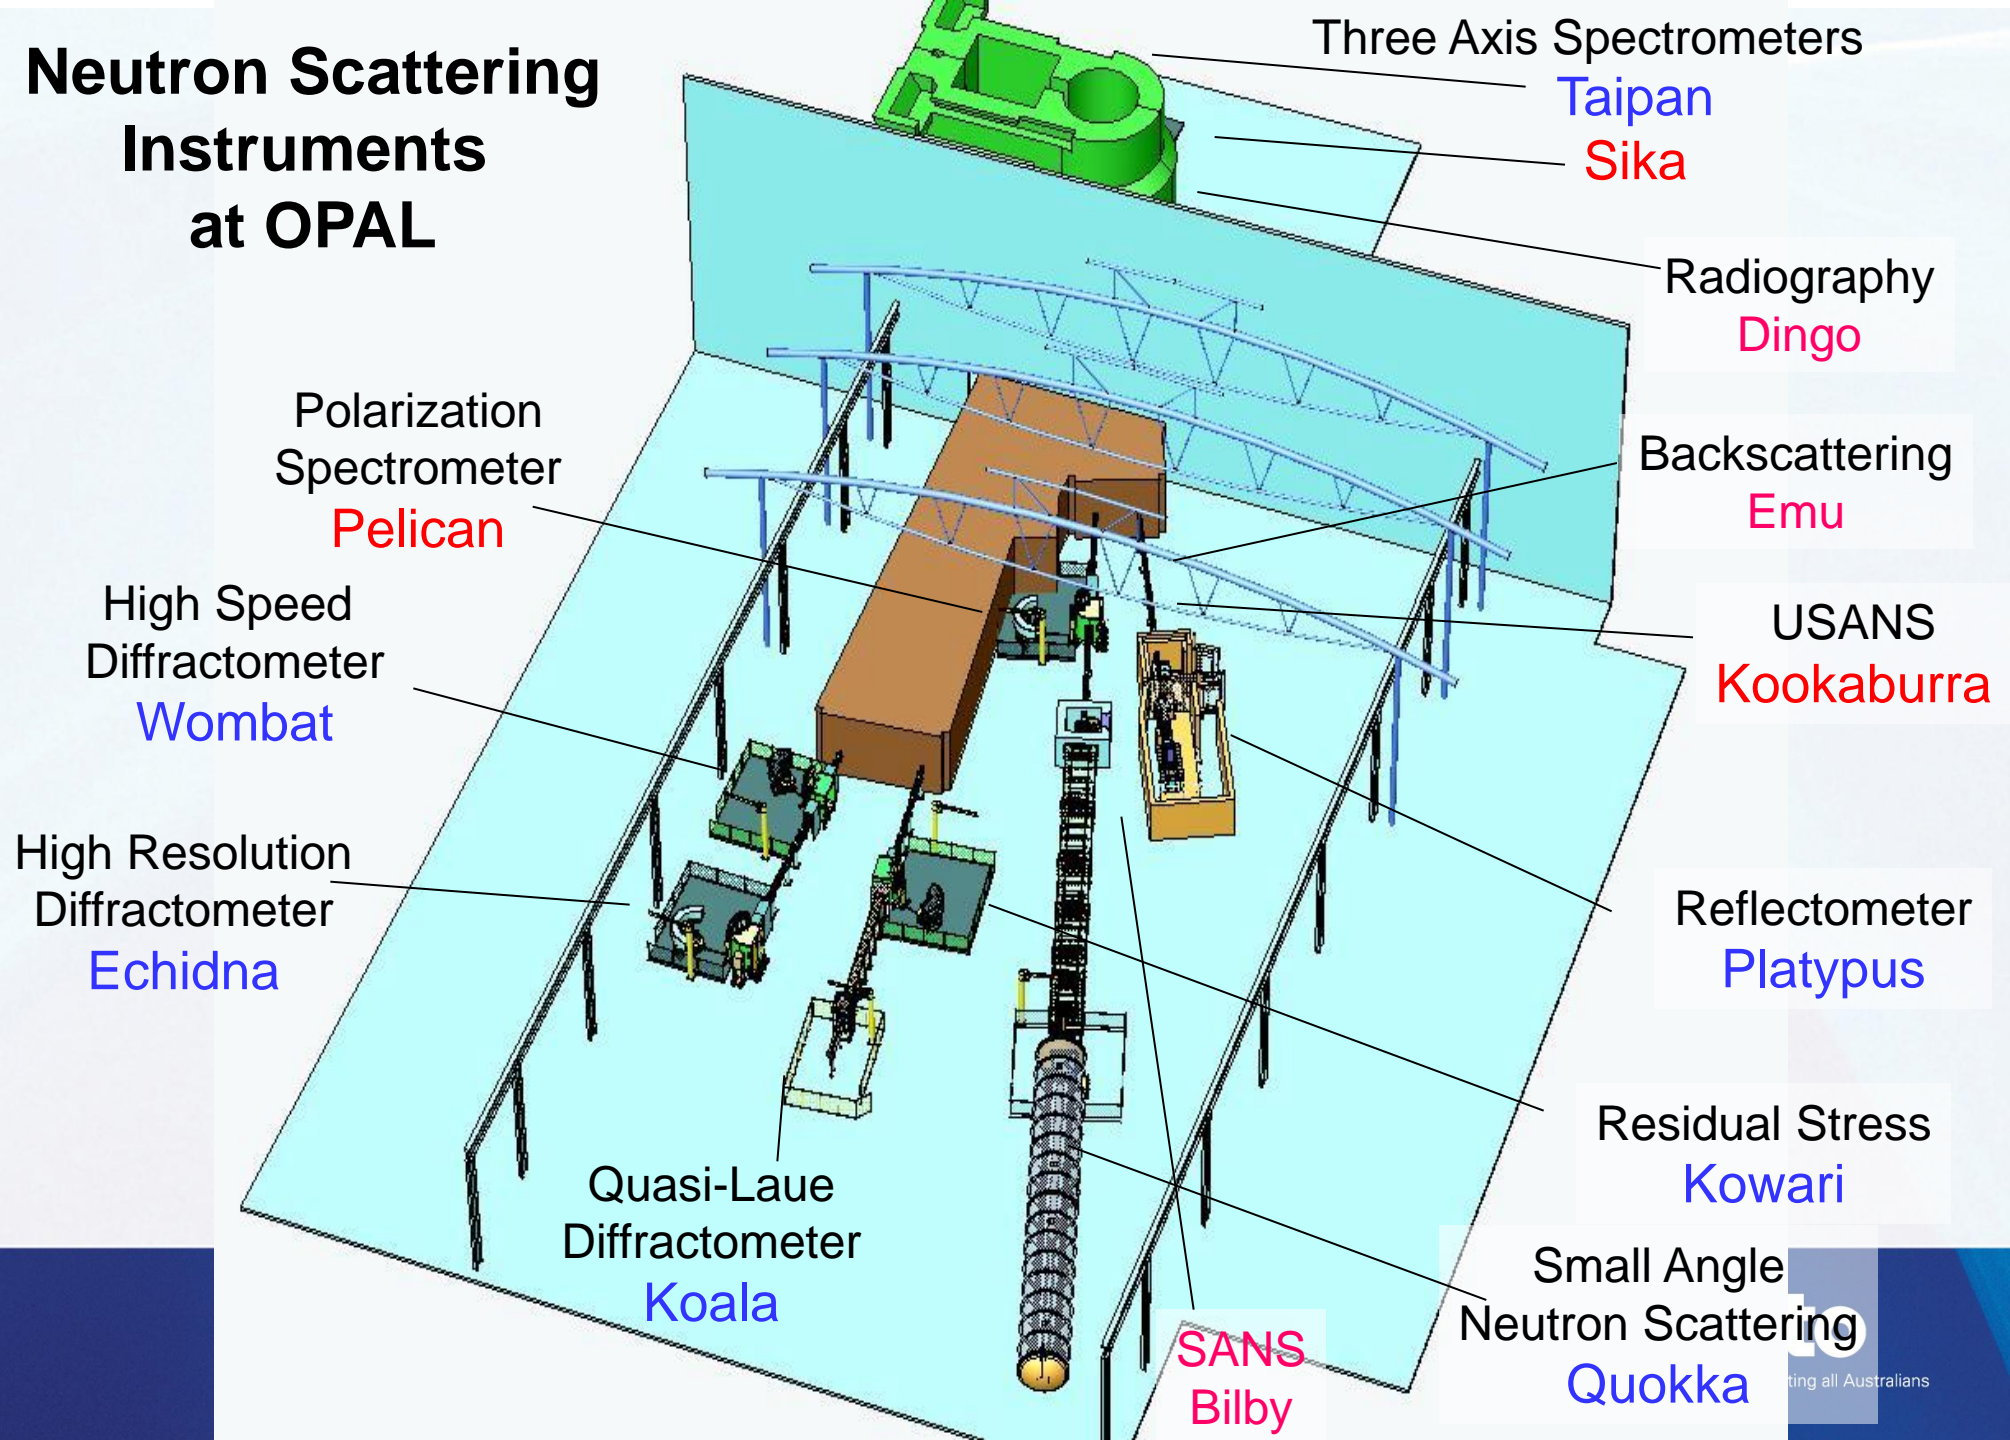 Neutron Scattering
Instruments
at OPAL
Three Axis Spectrometers
Taipan
Sika
Radiography
Dingo
Polarization
Spectrometer
Pelican
Backscattering
Emu
High Speed
Diffractometer
Wombat
USANS
Kookaburra
High Resolution
Diffractometer
Echidna
Reflectometer
Platypus
Residual Stress
Kowari
Quasi-Laue
Diffractometer
Koala
Small Angle
Neutron Scattering
Quokka
SANS
Bilby
all Australians